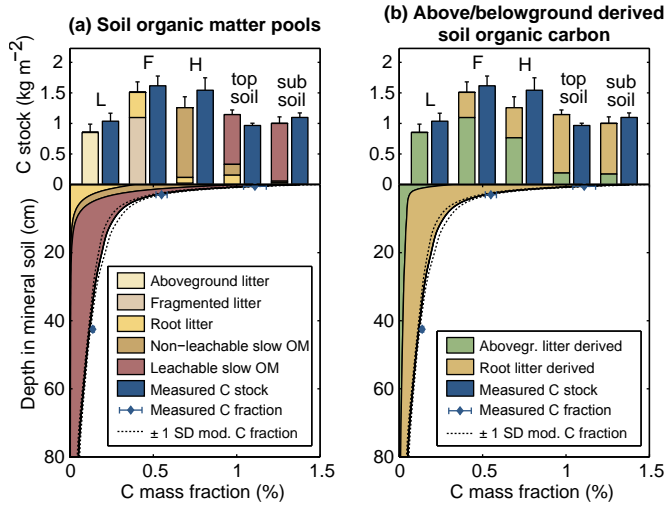 (a) Soil organic matter pools
C stock (kg m⁻²)
2
1.5
1
0.5
0
L
F
H
top
soil
sub
soil
Depth in mineral soil (cm)
20
40
60
80
Aboveground litter
Fragmented litter
Root litter
Non-leachable slow OM
Leachable slow OM
Measured C stock
Measured C fraction
± 1 SD mod. C fraction
0
0.5
1
1.5
C mass fraction (%)
(b) Above/belowground derived
soil organic carbon
2
1.5
1
0.5
0
L
F
H
top
soil
sub
soil
20
40
60
80
Abovegr. litter derived
Root litter derived
Measured C stock
Measured C fraction
± 1 SD mod. C fraction
0
0.5
1
1.5
C mass fraction (%)